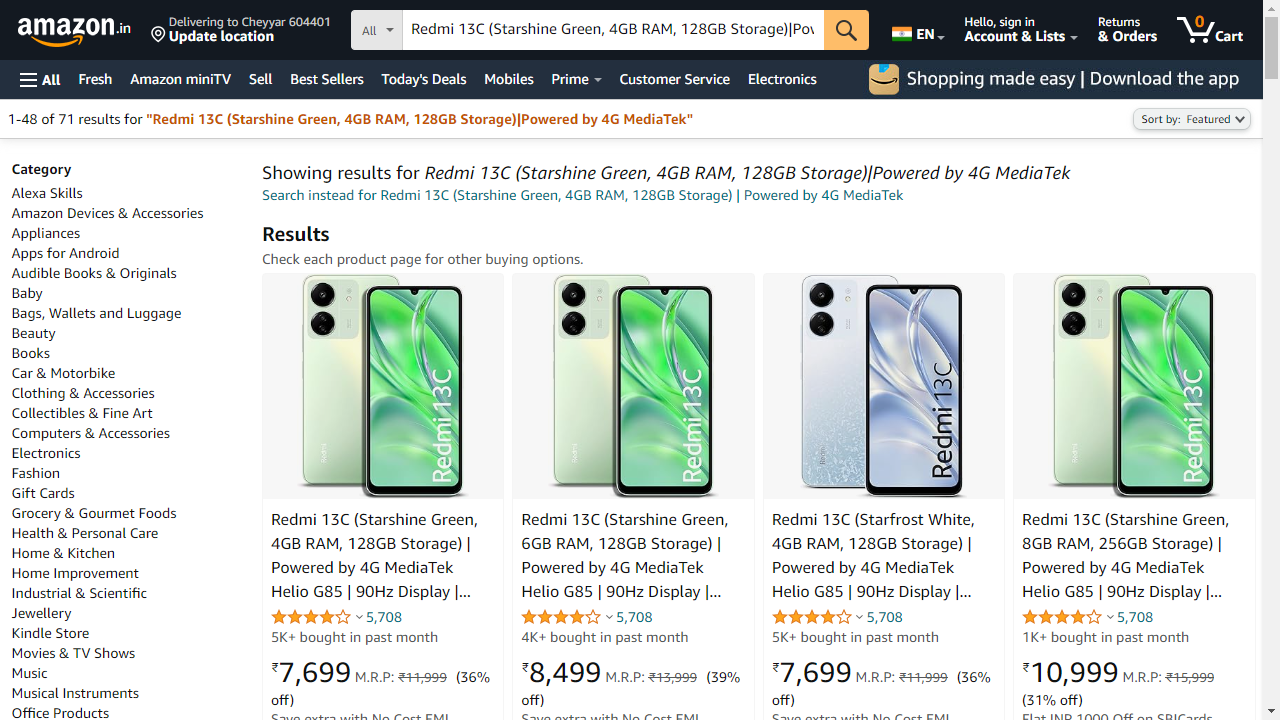 amazon.in
Delivering to Cheyyar 604401
Update location
All
Redmi 13C (Starshine Green, 4GB RAM, 128GB Storage)|Pow
EN
Hello, sign in
Account & Lists
Returns
& Orders
0
Cart
All
Fresh
Amazon miniTV
Sell
Best Sellers
Today's Deals
Mobiles
Prime
Customer Service
Electronics
Shopping made easy | Download the app
1-48 of 71 results for "Redmi 13C (Starshine Green, 4GB RAM, 128GB Storage)|Powered by 4G MediaTek"
Sort by: Featured
Category
Alexa Skills
Amazon Devices & Accessories
Appliances
Apps for Android
Audible Books & Originals
Baby
Bags, Wallets and Luggage
Beauty
Books
Car & Motorbike
Clothing & Accessories
Collectibles & Fine Art
Computers & Accessories
Electronics
Fashion
Gift Cards
Grocery & Gourmet Foods
Health & Personal Care
Home & Kitchen
Home Improvement
Industrial & Scientific
Jewellery
Kindle Store
Movies & TV Shows
Music
Musical Instruments
Office Products
Showing results for Redmi 13C (Starshine Green, 4GB RAM, 128GB Storage)|Powered by 4G MediaTek
Search instead for Redmi 13C (Starshine Green, 4GB RAM, 128GB Storage) | Powered by 4G MediaTek
Results
Check each product page for other buying options.
Redmi
Redmi 13C
Redmi 13C (Starshine Green,
4GB RAM, 128GB Storage) |
Powered by 4G MediaTek
Helio G85 | 90Hz Display |...
5,708
5K+ bought in past month
₹7,699 M.R.P: ₹11,999 (36%
off)
Save extra with No Cost EMI
Redmi
Redmi 13C
Redmi 13C (Starshine Green,
6GB RAM, 128GB Storage) |
Powered by 4G MediaTek
Helio G85 | 90Hz Display |...
5,708
4K+ bought in past month
₹8,499 M.R.P: ₹13,999 (39%
off)
Save extra with No Cost EMI
Redmi
Redmi 13C
Redmi 13C (Starfrost White,
4GB RAM, 128GB Storage) |
Powered by 4G MediaTek
Helio G85 | 90Hz Display |...
5,708
5K+ bought in past month
₹7,699 M.R.P: ₹11,999 (36%
off)
Save extra with No Cost EMI
Redmi
Redmi 13C
Redmi 13C (Starshine Green,
8GB RAM, 256GB Storage) |
Powered by 4G MediaTek
Helio G85 | 90Hz Display |...
5,708
1K+ bought in past month
₹10,999 M.R.P: ₹15,999
(31% off)
Flat INR 1000 Off on SBICards